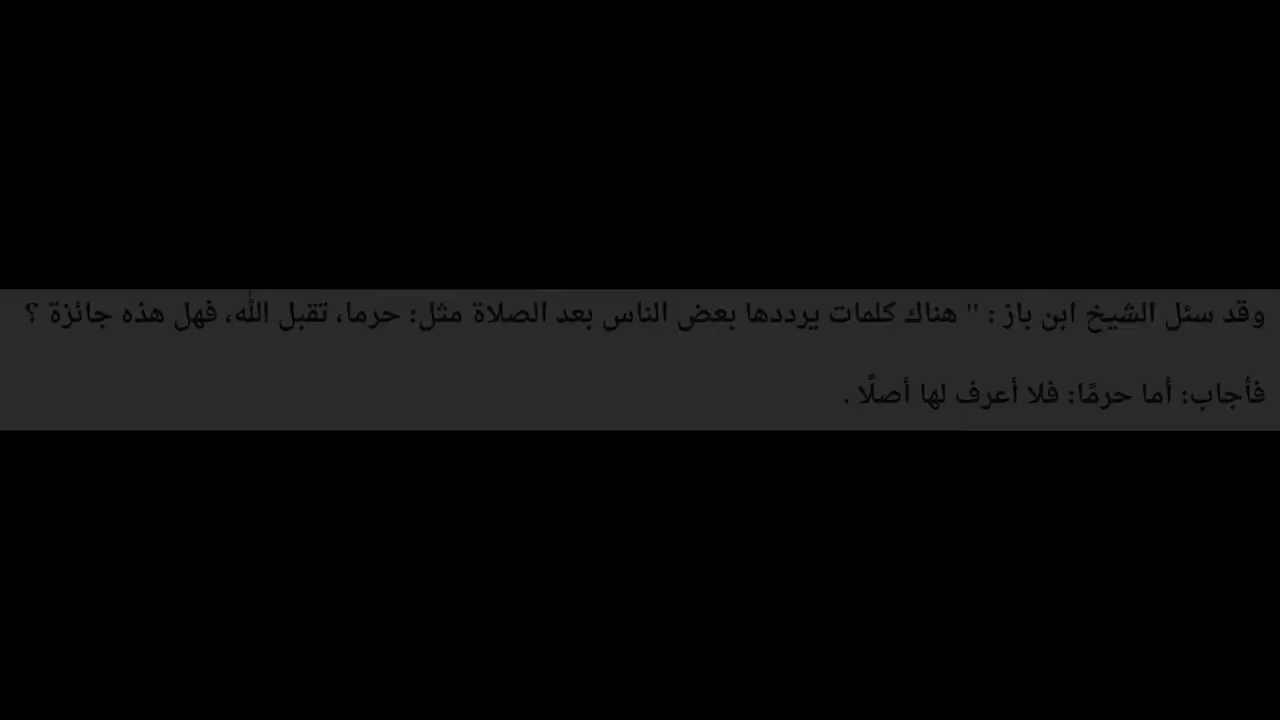 وقد سئل الشيخ ابن باز : " هناك كلمات يرددها بعض الناس بعد الصلاة مثل: حرما، تقبل الله، فهل هذه جائزة ؟
فأجاب: أما حرمًا: فلا أعرف لها أصلًا .